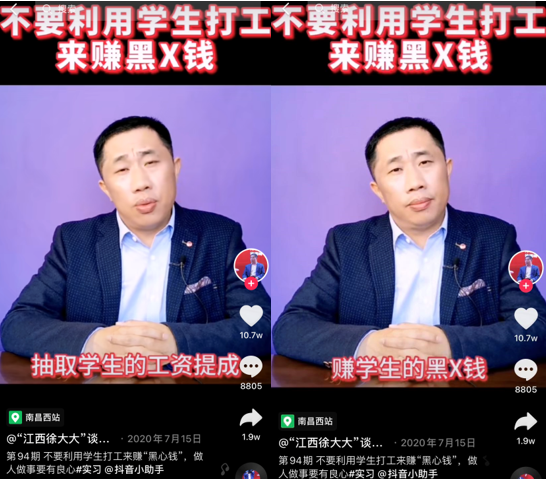 搜索
不要利用学生打工
来赚黑X钱
抽取学生的工资提成
10.7w
8805
1.9w
南昌西站
@“江西徐大大”谈... · 2020年7月15日
第94期 不要利用学生打工来赚“黑心钱”，做
人做事要有良心#实习 @抖音小助手
搜索
不要利用学生打工
来赚黑X钱
赚学生的黑X钱
10.7w
8805
1.9w
南昌西站
@“江西徐大大”谈... · 2020年7月15日
第94期 不要利用学生打工来赚“黑心钱”，做
人做事要有良心#实习 @抖音小助手